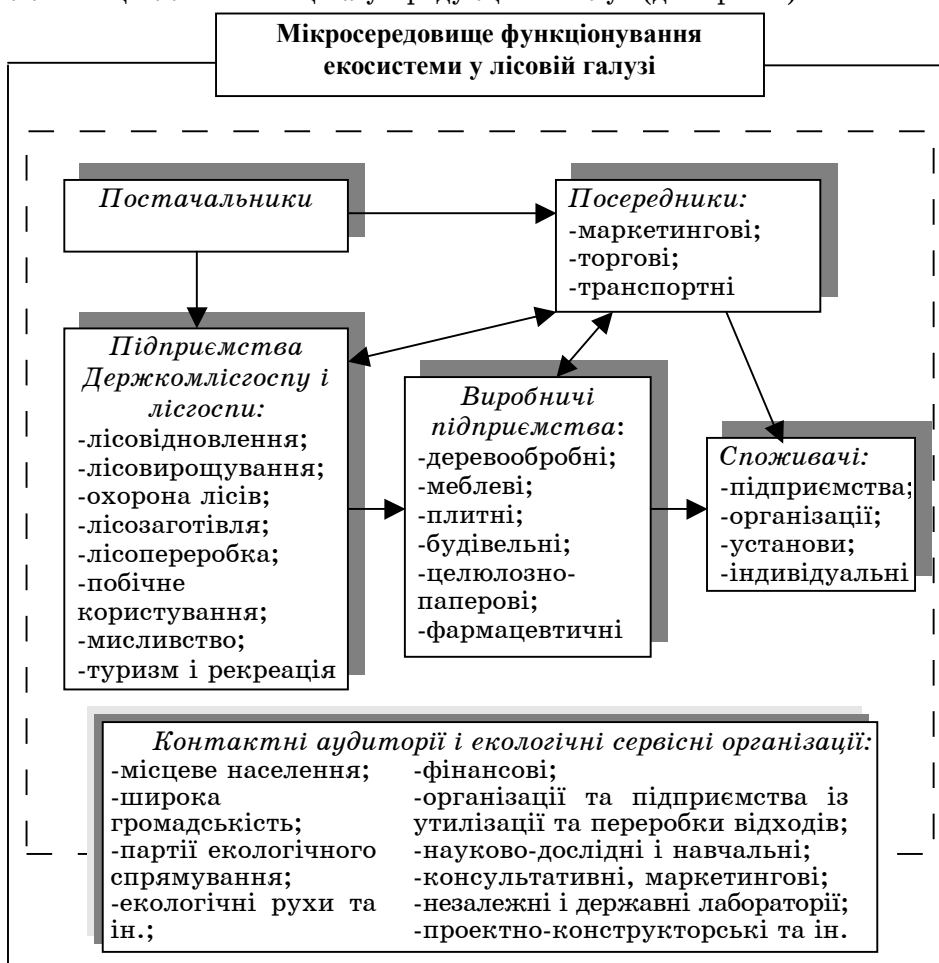 Мікросередовище функціонування
екосистеми у лісовій галузі
Постачальники
Посередники:
-маркетингові;
-торгові;
-транспортні
Підприємства
Держкомлісгоспу і
лісгоспи:
-лісовідновлення;
-лісовирощування;
-охорона лісів;
-лісозаготівля;
-лісопереробка;
-побічне
користування;
-мисливство;
-туризм і рекреація
Виробничі
підприємства:
-деревообробні;
-меблеві;
-плитні;
-будівельні;
-целюлозно-
паперові;
-фармацевтичні
Споживачі:
-підприємства;
-організації;
-установи;
-індивідуальні
Контактні аудиторії і екологічні сервісні організації:
-місцеве населення;
-широка
громадськість;
-партії екологічного
спрямування;
-екологічні рухи та
ін.;
-фінансові;
-організації та підприємства із
утилізації та переробки відходів;
-науково-дослідні і навчальні;
-консультативні, маркетингові;
-незалежні і державні лабораторії;
-проектно-конструкторські та ін.